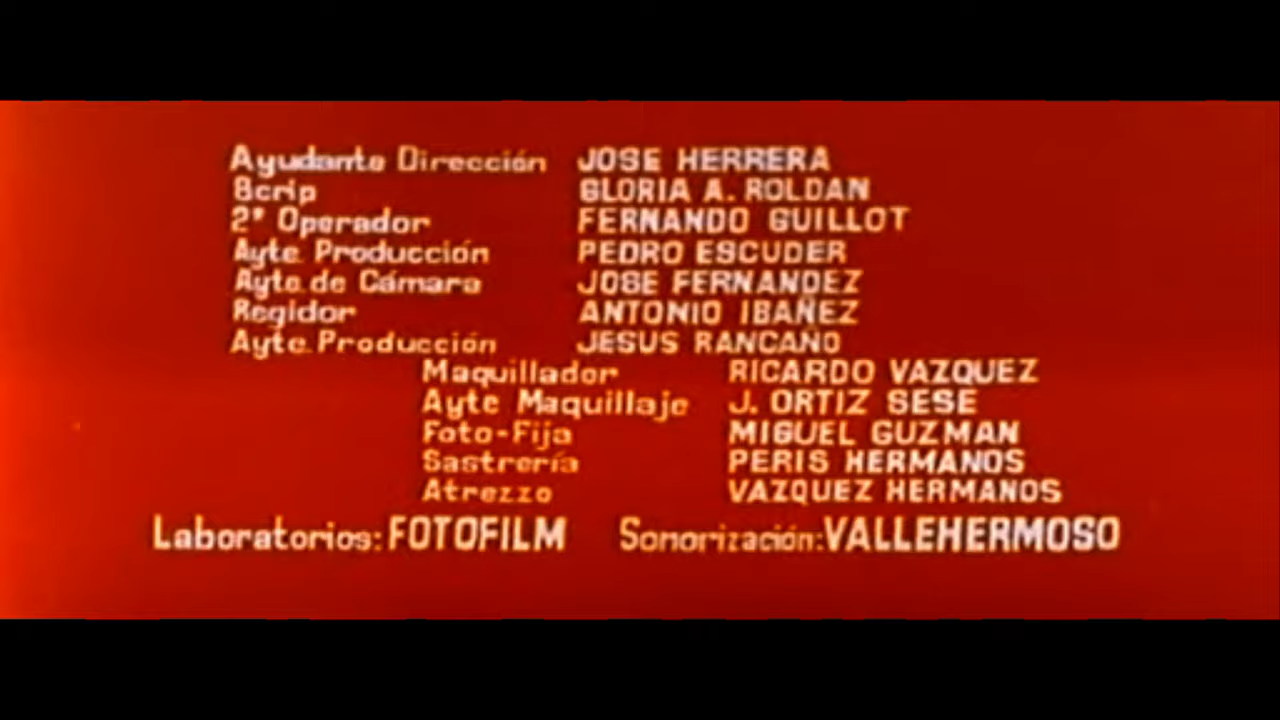 Ayudante Dirección JOSE HERRERA
Scrip GLORIA A. ROLDAN
2º Operador FERNANDO GUILLOT
Ayte. Producción PEDRO ESCUDER
Ayte. de Cámara JOSE FERNANDEZ
Regidor ANTONIO IBAÑEZ
Ayte. Producción JESUS RANCAÑO
Maquillador RICARDO VAZQUEZ
Ayte Maquillaje J. ORTIZ SESE
Foto-Fija MIGUEL GUZMAN
Sastrería PERIS HERMANOS
Atrezzo VAZQUEZ HERMANOS
Laboratorios: FOTOFILM Sonorización: VALLEHERMOSO